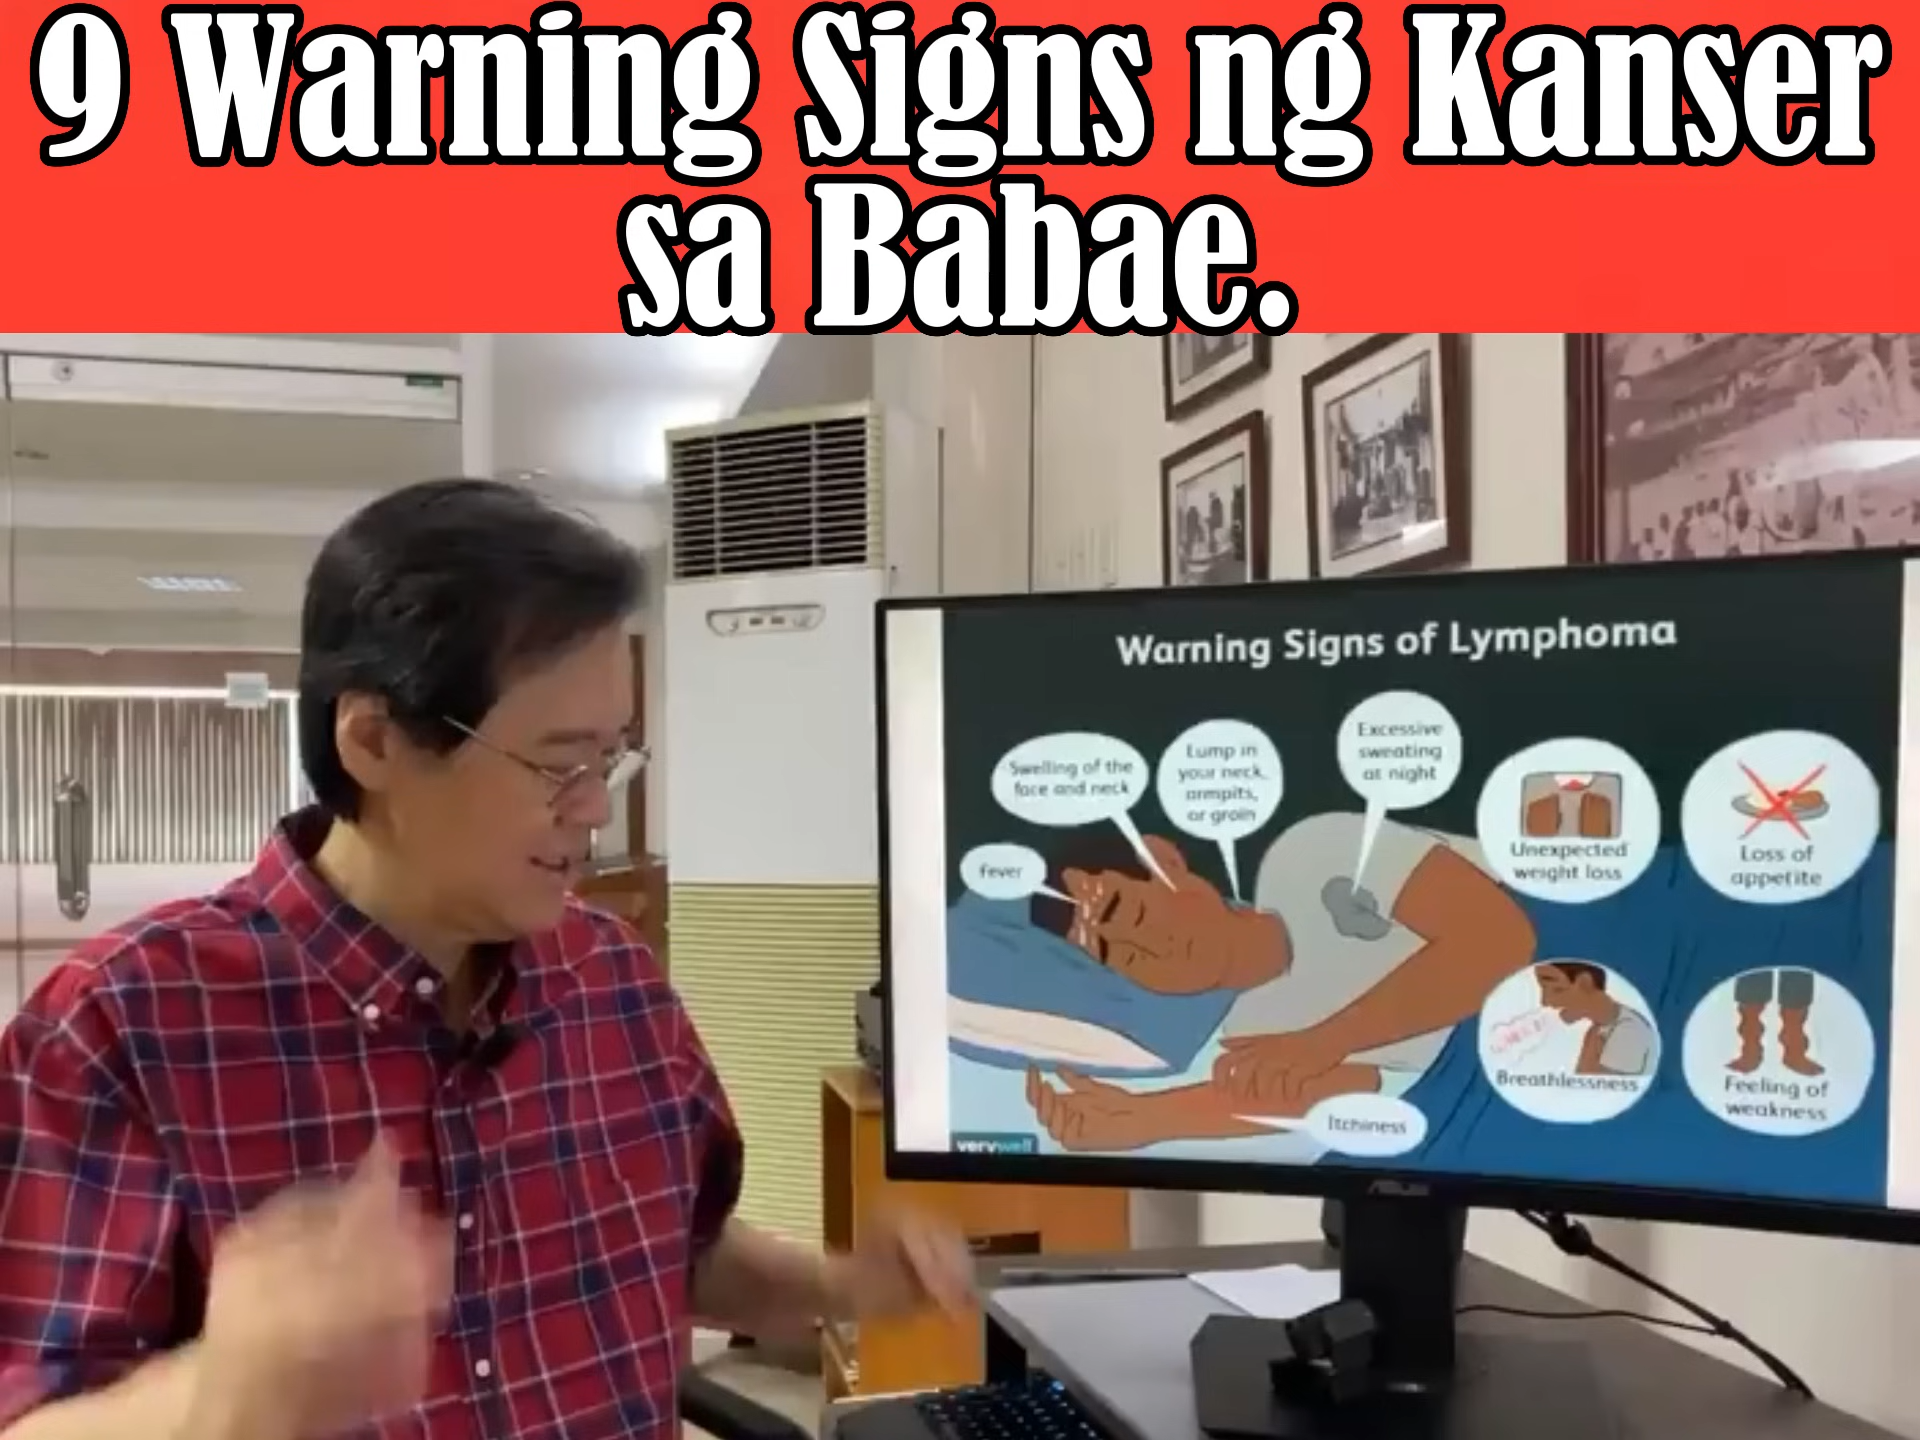 9 Warning Signs ng Kanser
sa Babae.
Warning Signs of Lymphoma
Swelling of the
face and neck
Lump in
your neck,
armpits,
or groin
Excessive
sweating
at night
Fever
Unexpected
weight loss
Loss of
appetite
Breathlessness
Feeling of
weakness
Itchiness
verywell
ASUS